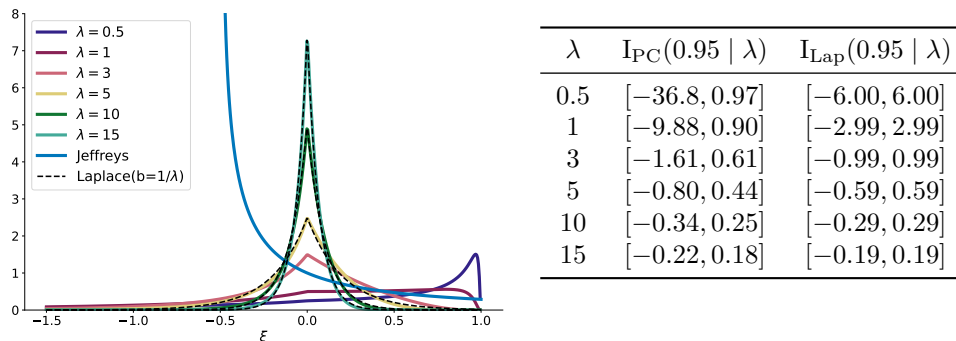 8
7
6
5
4
3
2
1
0
λ = 0.5
λ = 1
λ = 3
λ = 5
λ = 10
λ = 15
Jeffreys
Laplace(b=1/λ)
−1.5 −1.0 −0.5 0.0 0.5 1.0
ξ
λ I_PC(0.95 | λ) I_Lap(0.95 | λ)
0.5 [−36.8, 0.97] [−6.00, 6.00]
1 [−9.88, 0.90] [−2.99, 2.99]
3 [−1.61, 0.61] [−0.99, 0.99]
5 [−0.80, 0.44] [−0.59, 0.59]
10 [−0.34, 0.25] [−0.29, 0.29]
15 [−0.22, 0.18] [−0.19, 0.19]